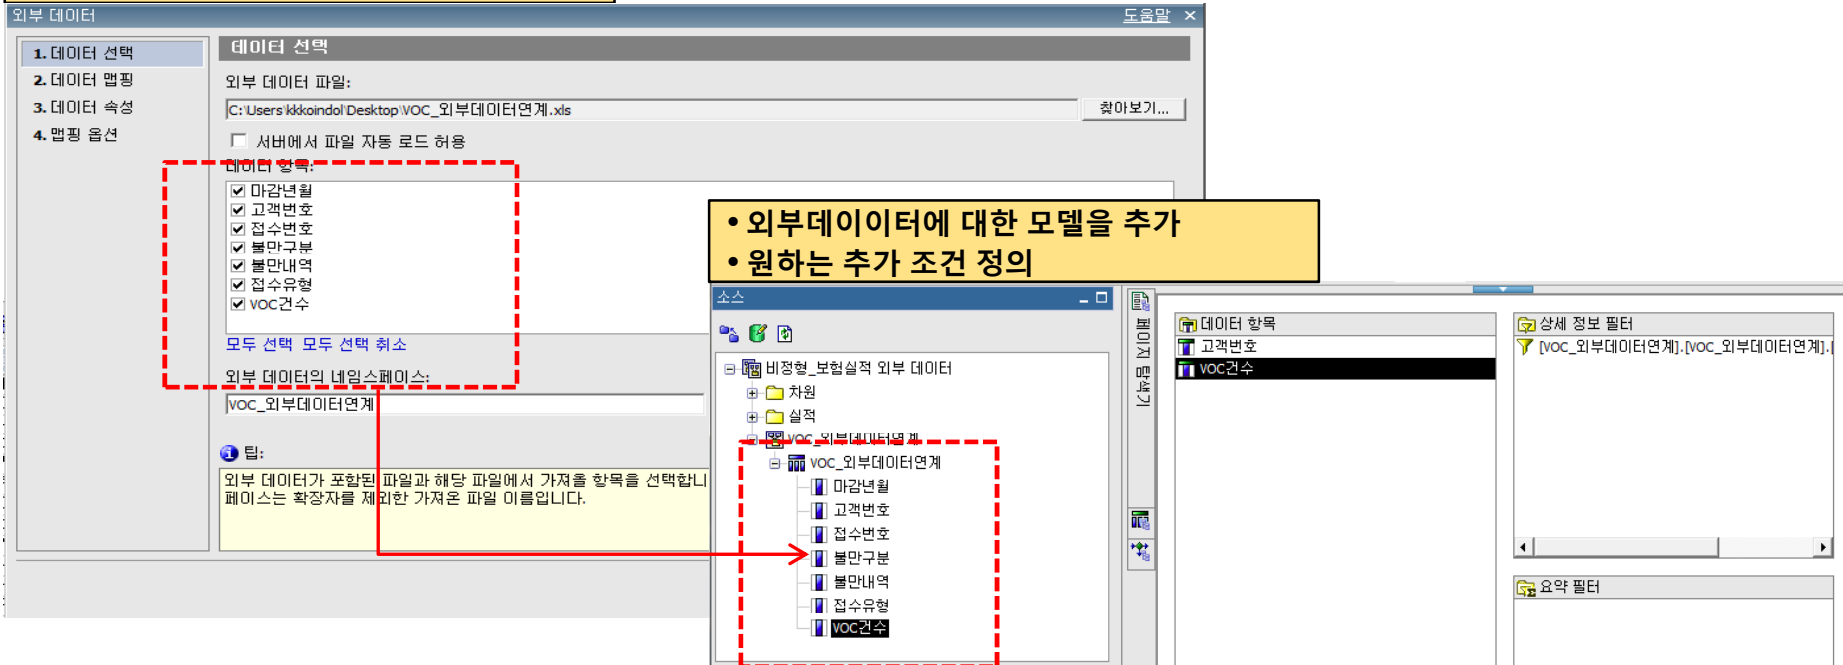 외부 데이터
도움말
1. 데이터 선택
2. 데이터 맵핑
3. 데이터 속성
4. 맵핑 옵션
데이터 선택
외부 데이터 파일:
C:\Users\kkkoindol\Desktop\VOC_외부데이터연계.xls
찾아보기...
서버에서 파일 자동 로드 허용
데이터 항목:
마감년월
고객번호
접수번호
불만구분
불만내역
접수유형
VOC건수
모두 선택 모두 선택 취소
외부 데이터의 네임스페이스:
VOC_외부데이터연계
팁:
외부 데이터가 포함된 파일과 해당 파일에서 가져올 항목을 선택합니
페이스는 확장자를 제외한 가져온 파일 이름입니다.
• 외부데이이터에 대한 모델을 추가
• 원하는 추가 조건 정의
소스
비정형_보험실적 외부 데이터
차원
실적
VOC_외부데이터연계
VOC_외부데이터연계
마감년월
고객번호
접수번호
불만구분
불만내역
접수유형
VOC건수
페이지 탐색기
데이터 항목
고객번호
VOC건수
상세 정보 필터
[VOC_외부데이터연계].[VOC_외부데이터연계].[
요약 필터